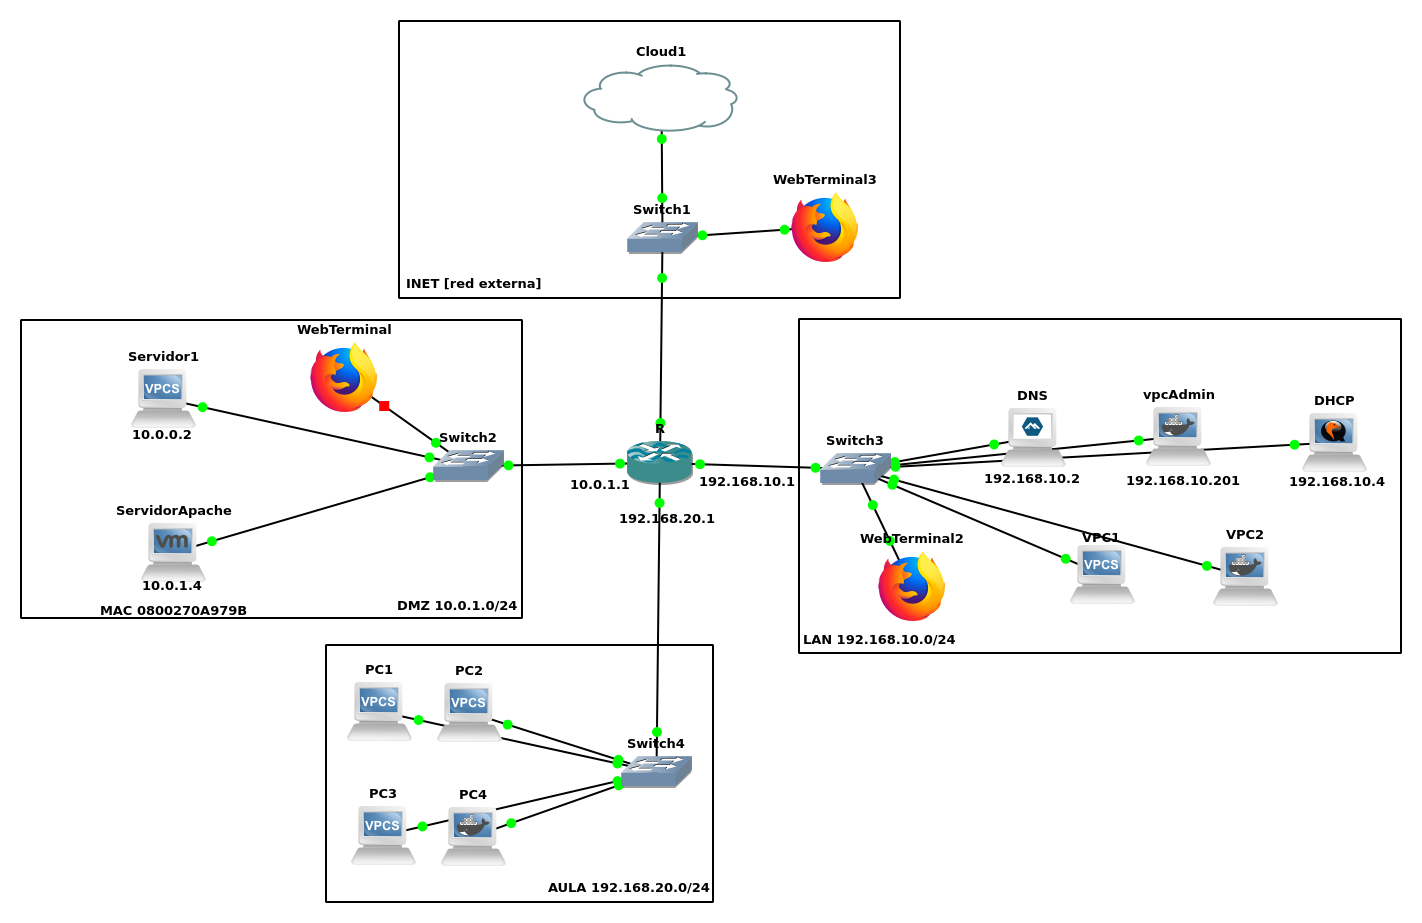 Cloud1
WebTerminal3
Switch1
INET [red externa]
WebTerminal
Servidor1
VPCS
10.0.0.2
Switch2
ServidorApache
vm
10.0.1.4
MAC 0800270A979B
DMZ 10.0.1.0/24
R
10.0.1.1
192.168.10.1
192.168.20.1
DNS
vpcAdmin
DHCP
Switch3
192.168.10.2
192.168.10.201
192.168.10.4
WebTerminal2
VPC1
VPCS
VPC2
LAN 192.168.10.0/24
PC1
PC2
VPCS
VPCS
Switch4
PC3
PC4
VPCS
AULA 192.168.20.0/24